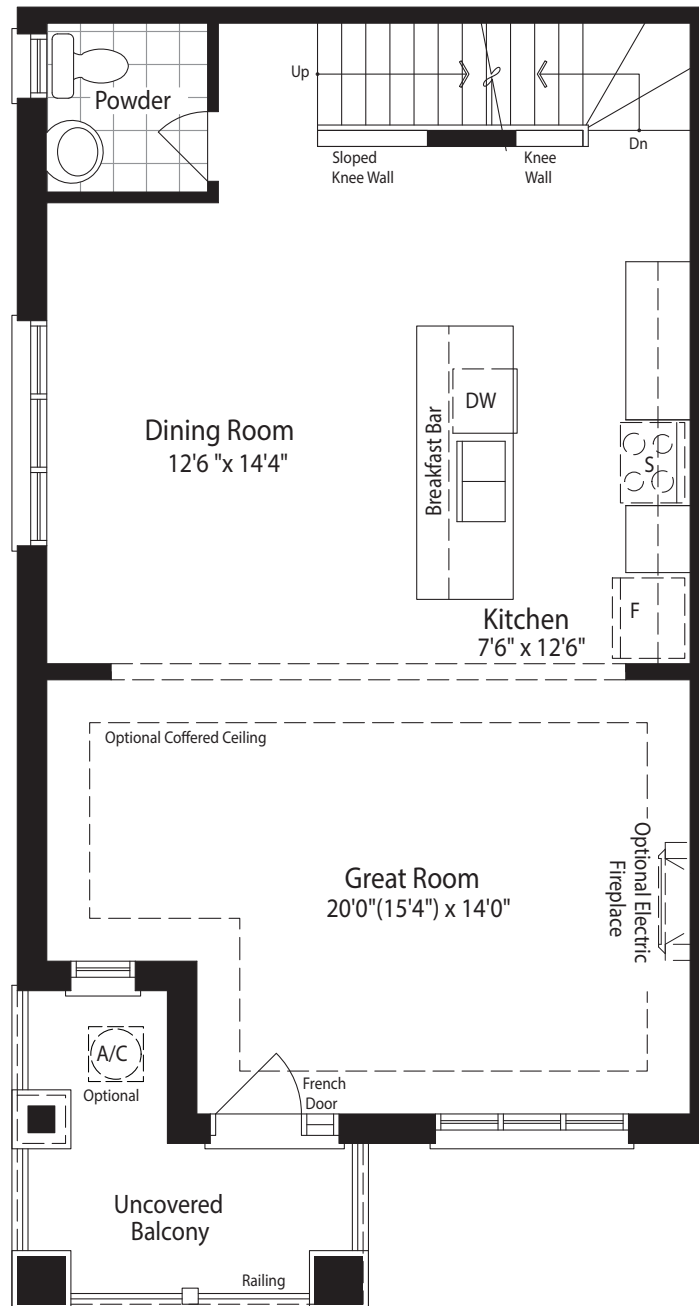 Powder
Up
Dn
Sloped
Knee Wall
Knee
Wall
Dining Room
12'6 "x 14'4"
Breakfast Bar
DW
S
F
Kitchen
7'6" x 12'6"
Optional Coffered Ceiling
Great Room
20'0"(15'4") x 14'0"
Optional Electric
Fireplace
A/C
Optional
French
Door
Uncovered
Balcony
Railing